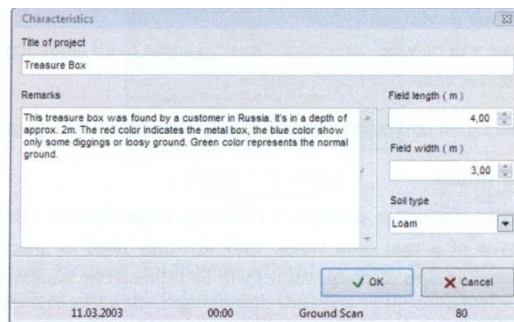 Characteristics
Title of project
Treasure Box
Remarks
This treasure box was found by a customer in Russia. It's in a depth of
approx. 2m. The red color indicates the metal box, the blue color show
only some diggings or loosy ground. Green color represents the normal
ground.
Field length ( m )
4,00
Field width ( m )
3,00
Soil type
Loam
OK
Cancel
11.03.2003 00:00 Ground Scan 80